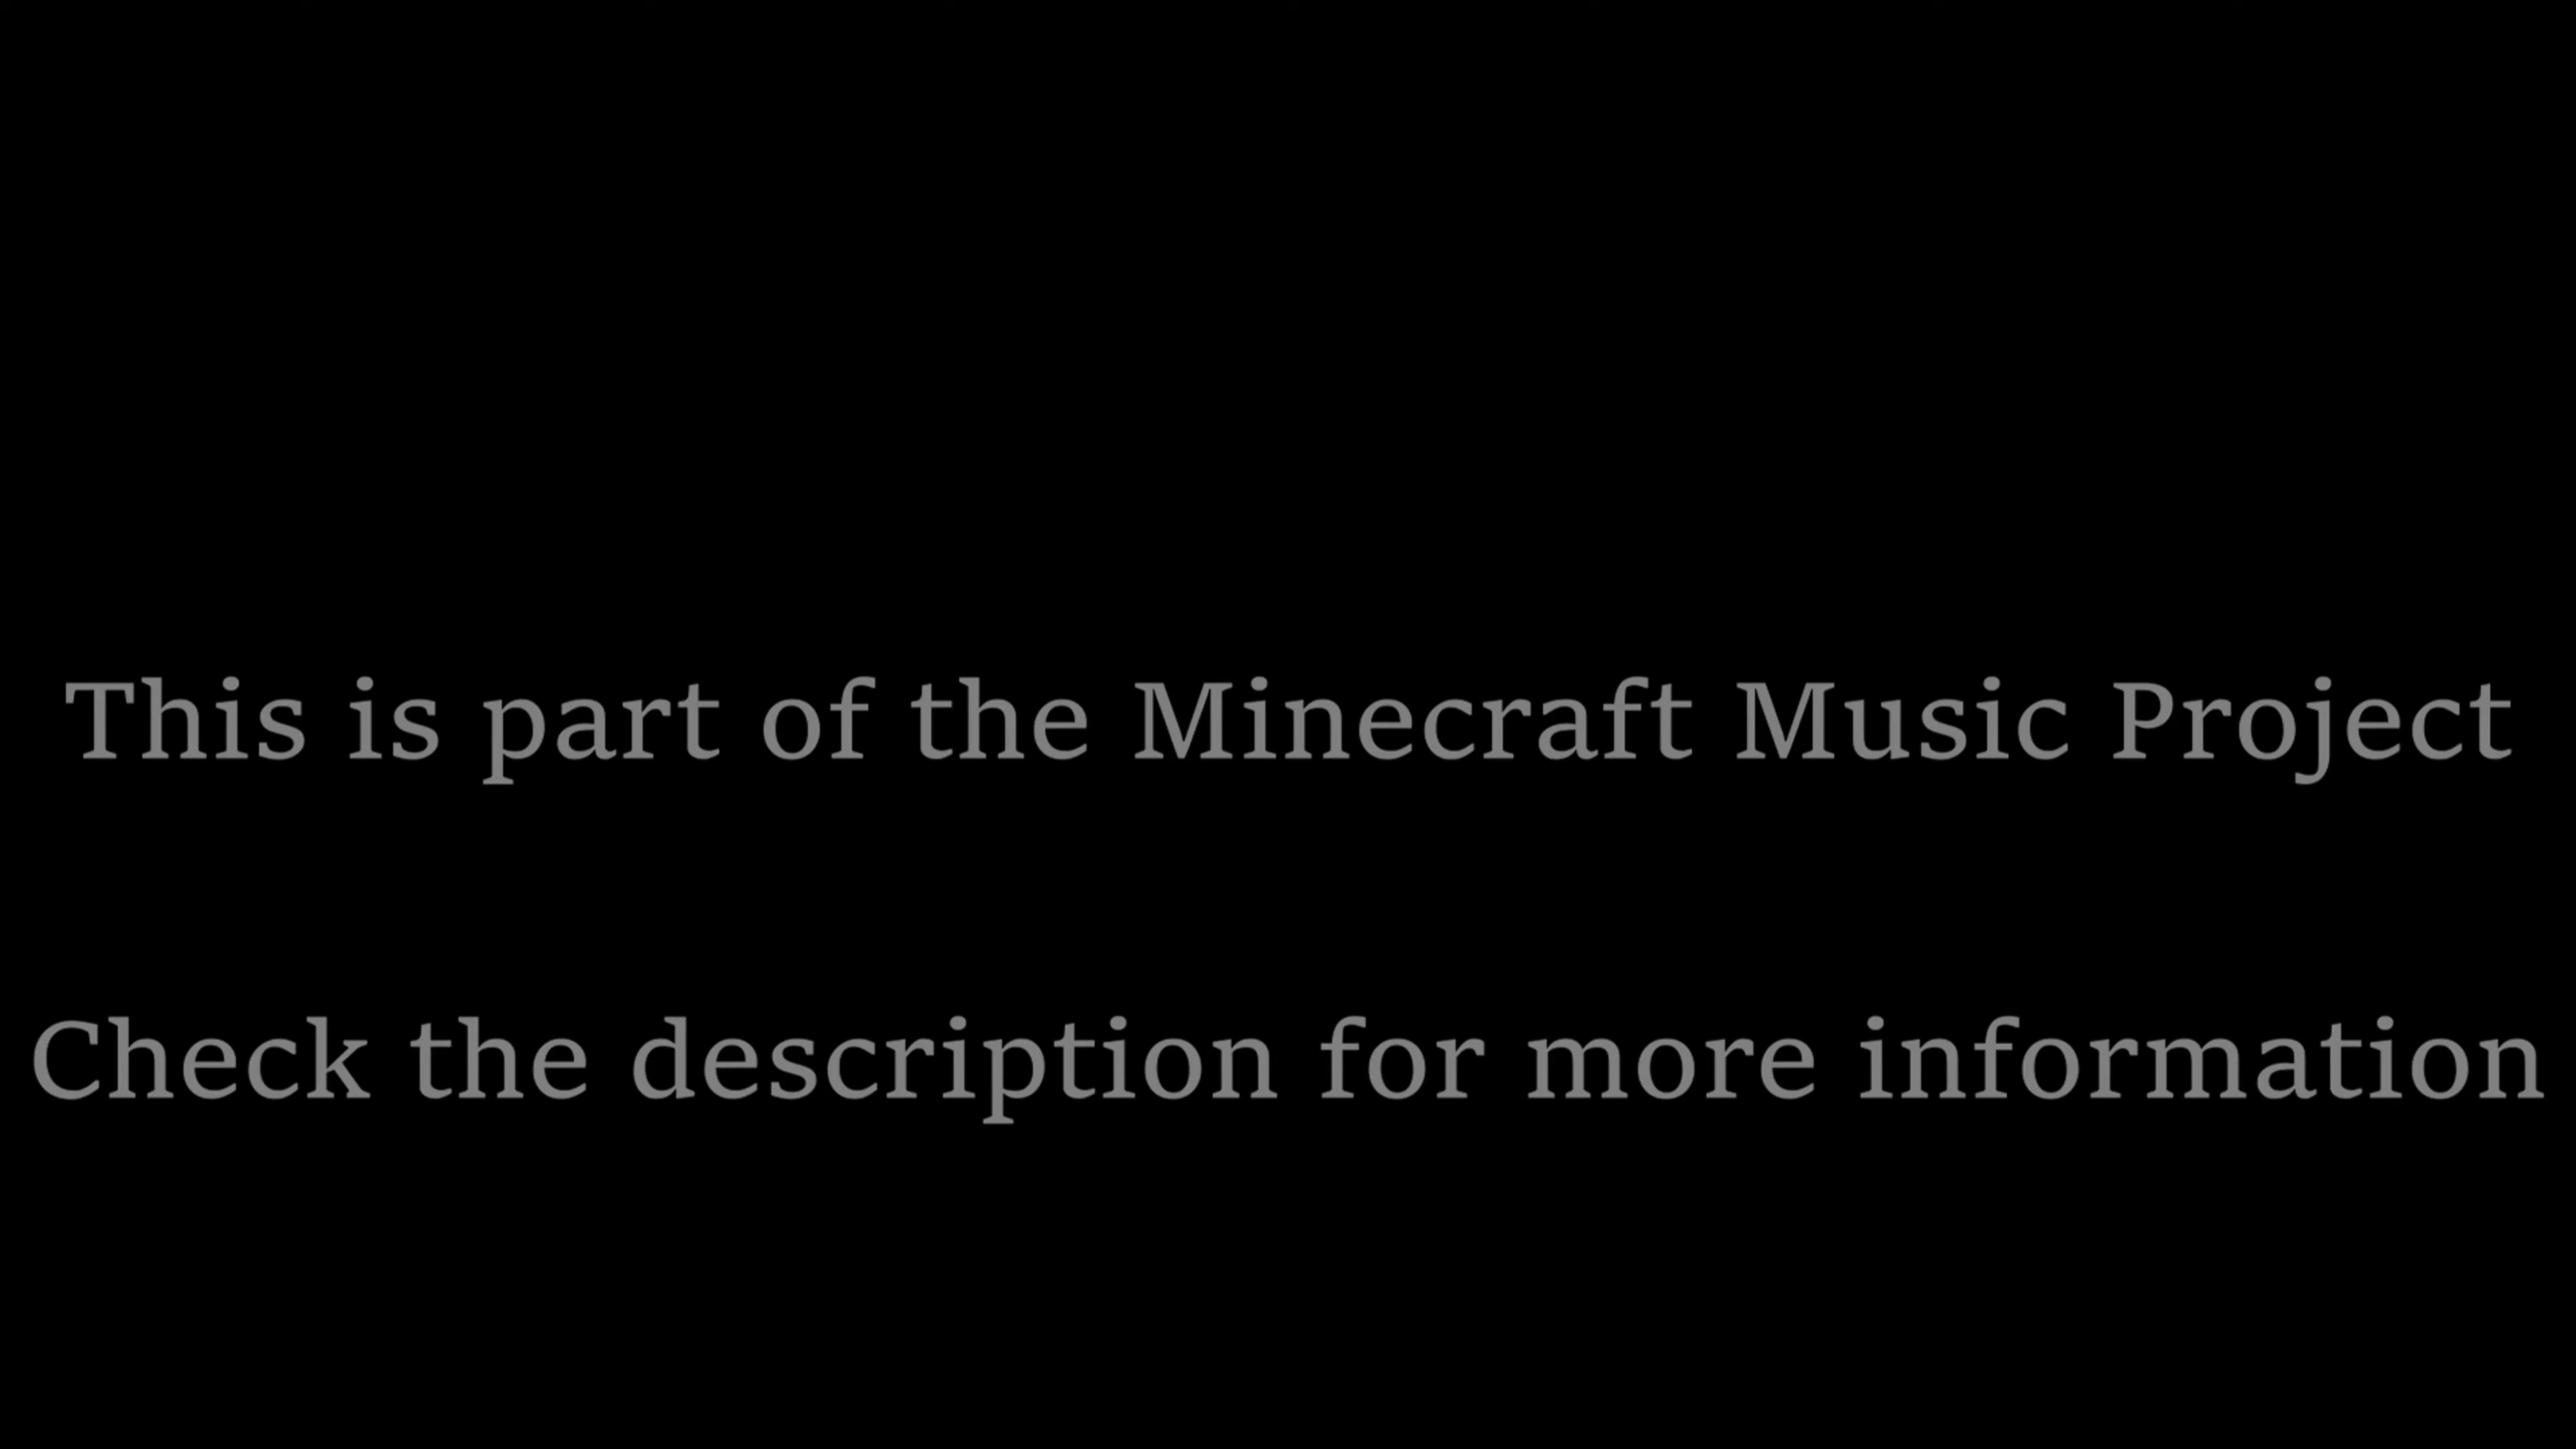 This is part of the Minecraft Music Project
Check the description for more information